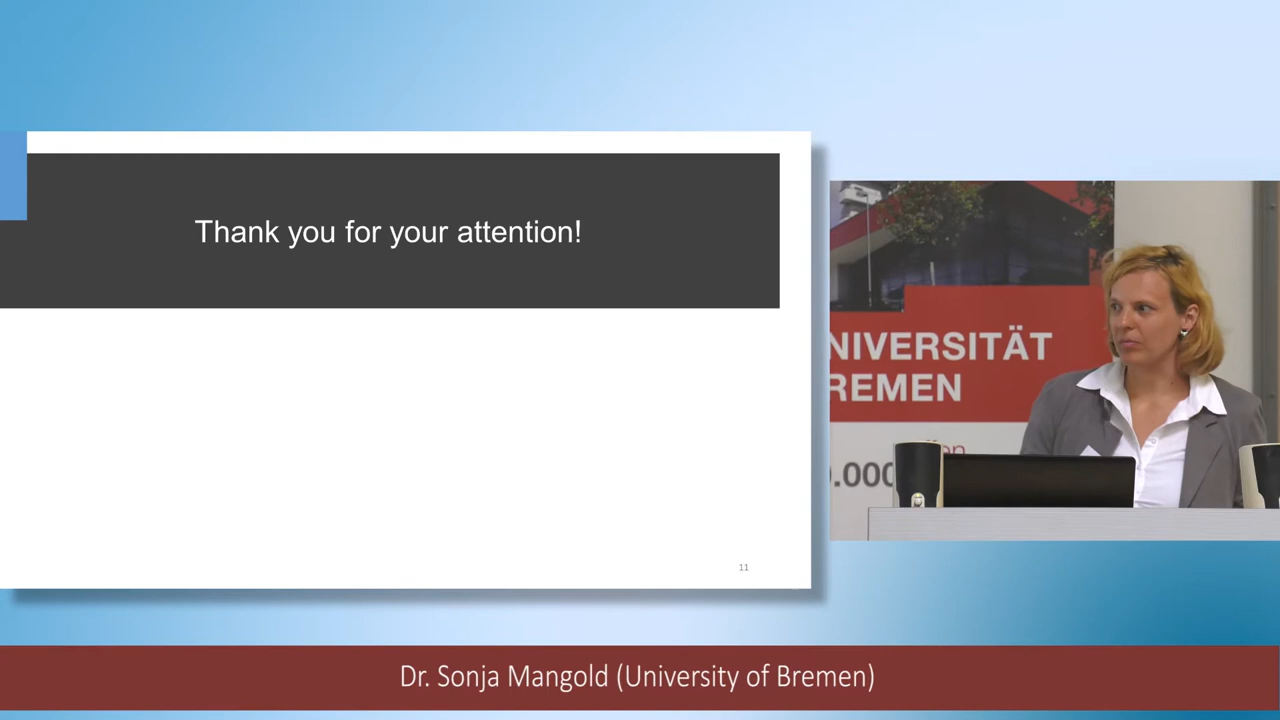 Thank you for your attention!
NIVERSITÄT
REMEN
.000
11
Dr. Sonja Mangold (University of Bremen)